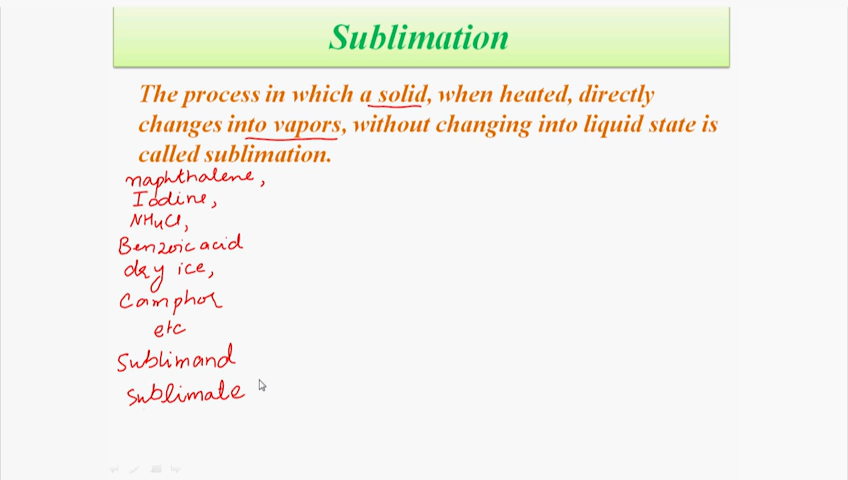 Sublimation
The process in which a solid, when heated, directly
changes into vapors, without changing into liquid state is
called sublimation.
naphthalene,
Iodine,
NH4Cl,
Benzoic acid
dry ice,
Camphor
etc
Sublimand
Sublimate